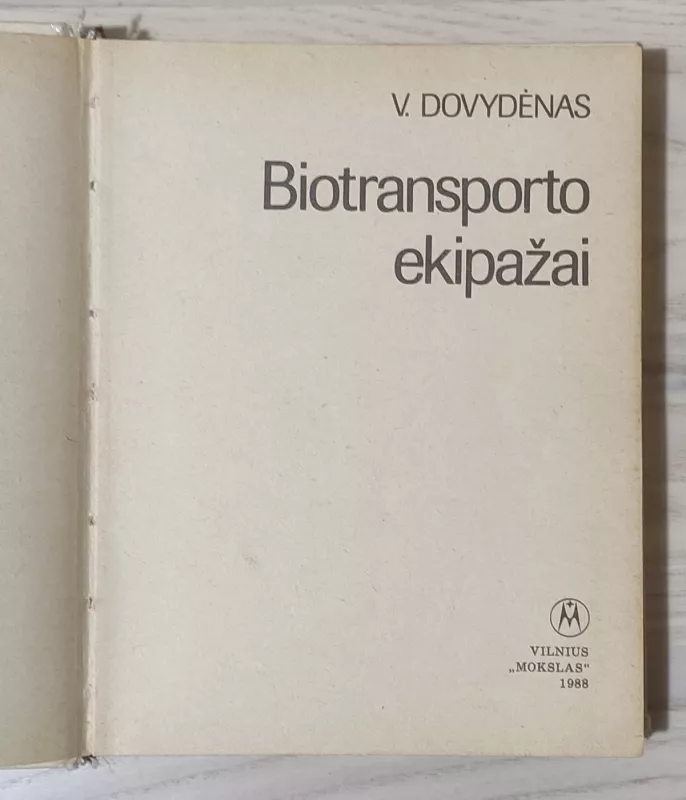 V. DOVYDĖNAS
Biotransporto
ekipažai
VILNIUS
„MOKSLAS“
1988